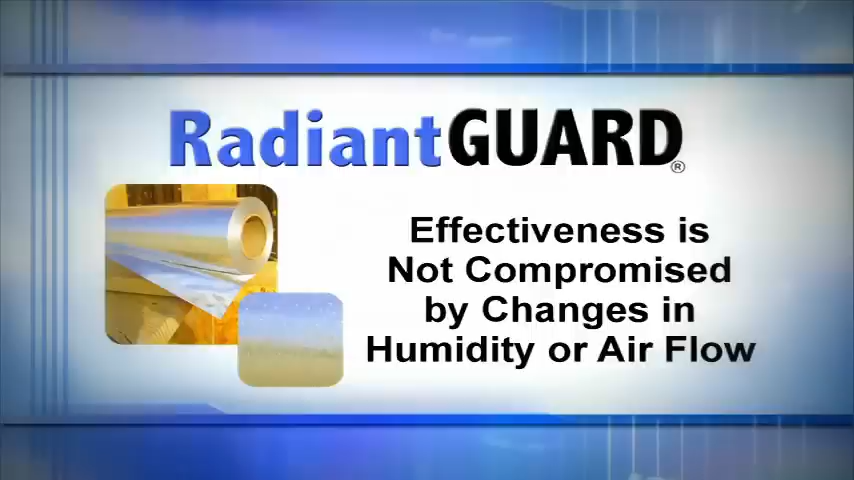 RadiantGUARD®
Effectiveness is
Not Compromised
by Changes in
Humidity or Air Flow